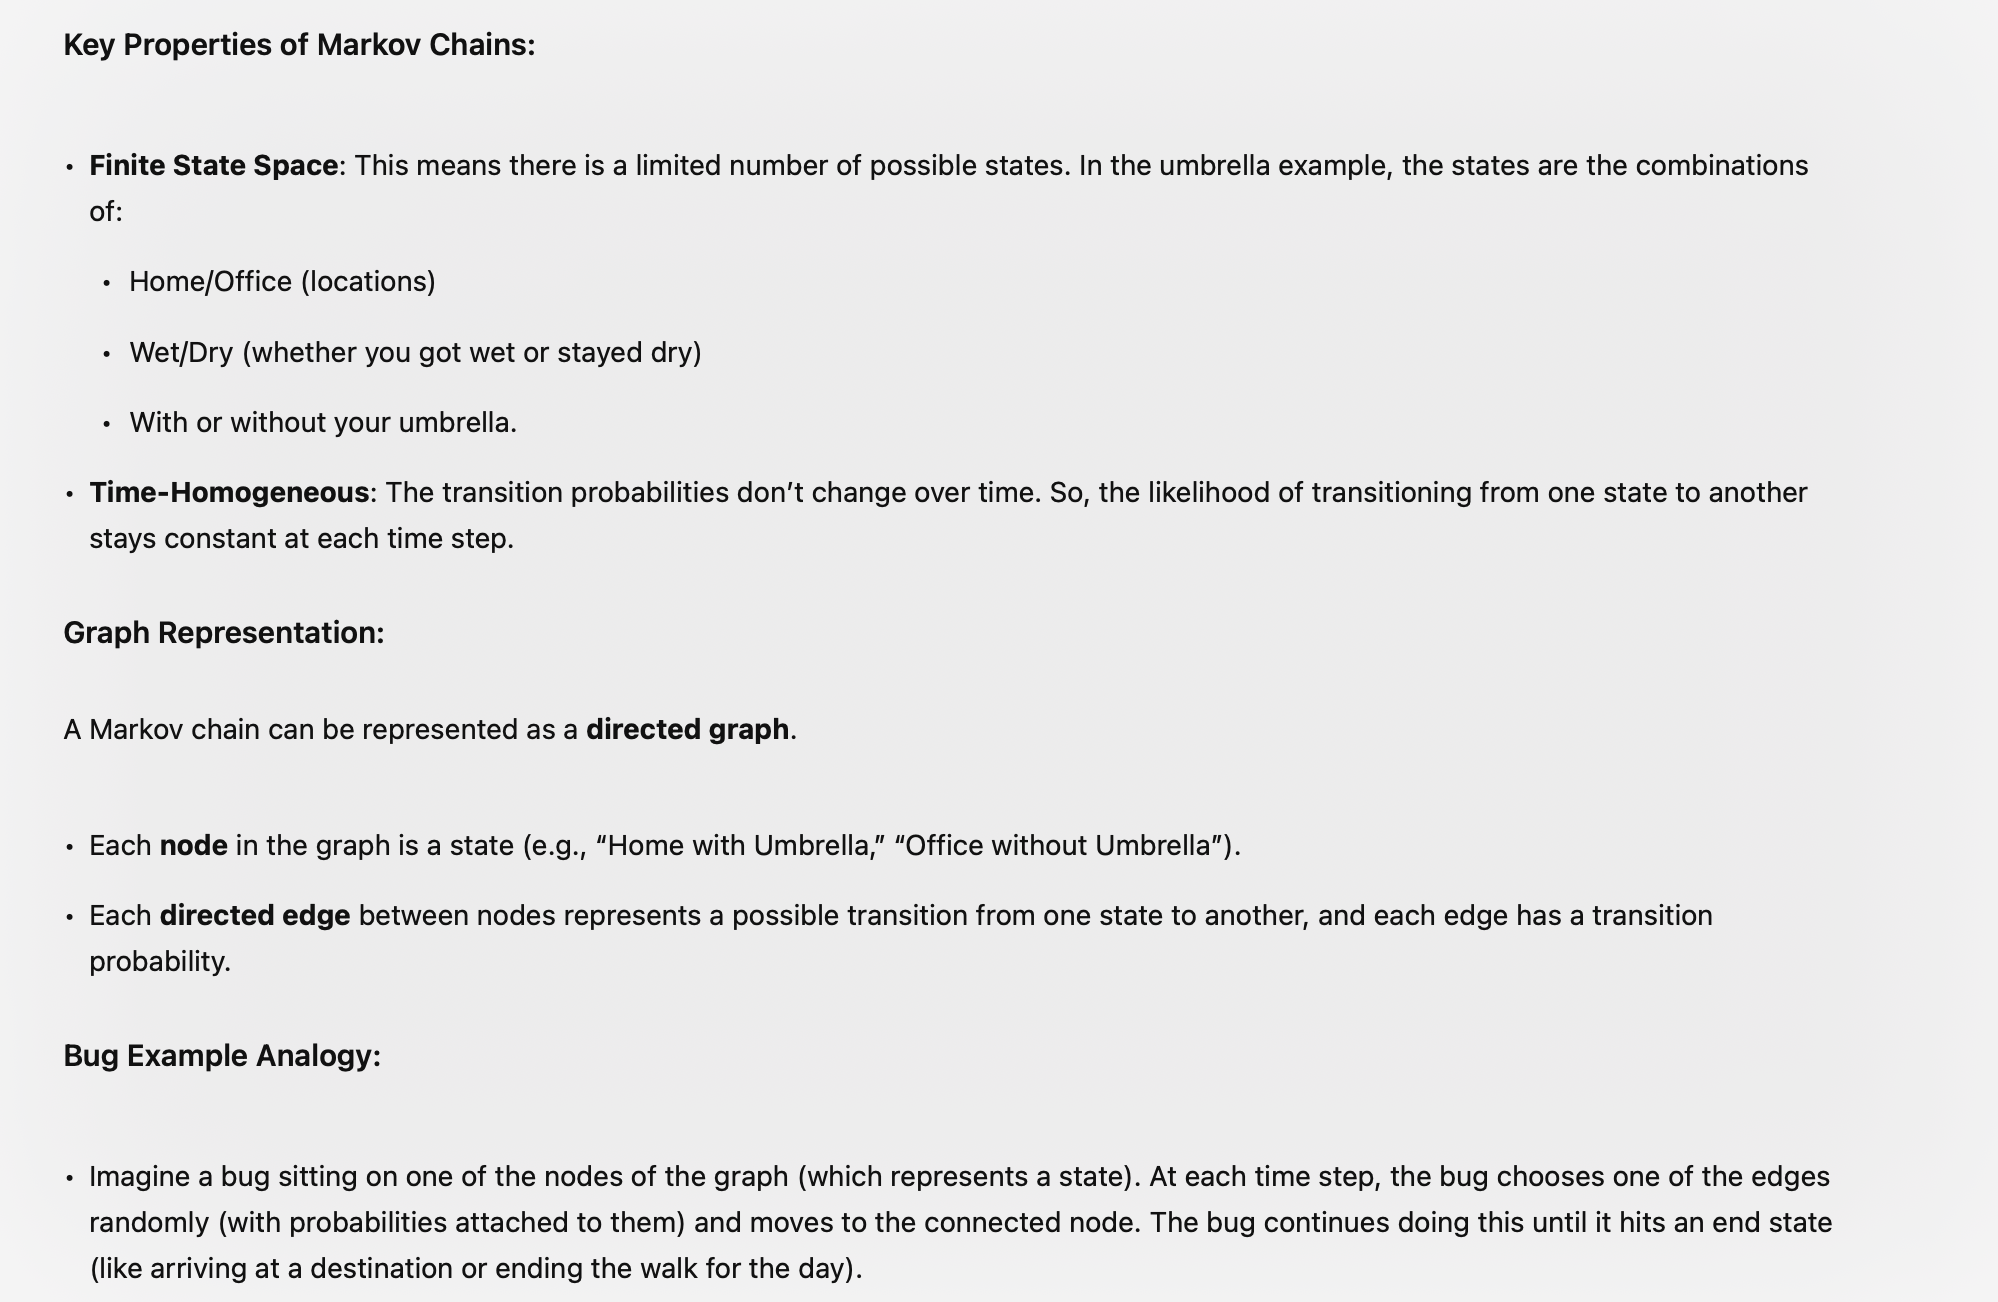 Key Properties of Markov Chains:
• Finite State Space: This means there is a limited number of possible states. In the umbrella example, the states are the combinations
of:
• Home/Office (locations)
• Wet/Dry (whether you got wet or stayed dry)
• With or without your umbrella.
• Time-Homogeneous: The transition probabilities don’t change over time. So, the likelihood of transitioning from one state to another
stays constant at each time step.
Graph Representation:
A Markov chain can be represented as a directed graph.
• Each node in the graph is a state (e.g., “Home with Umbrella,” “Office without Umbrella”).
• Each directed edge between nodes represents a possible transition from one state to another, and each edge has a transition
probability.
Bug Example Analogy:
• Imagine a bug sitting on one of the nodes of the graph (which represents a state). At each time step, the bug chooses one of the edges
randomly (with probabilities attached to them) and moves to the connected node. The bug continues doing this until it hits an end state
(like arriving at a destination or ending the walk for the day).